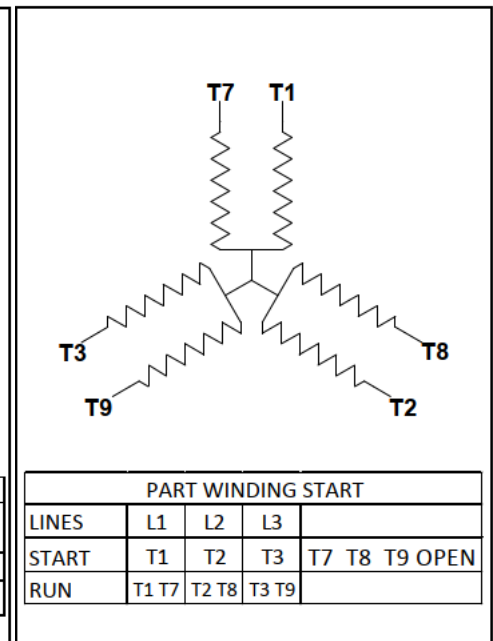 T7 T1
T3 T8
T9 T2
PART WINDING START
LINES L1 L2 L3
START T1 T2 T3 T7 T8 T9 OPEN
RUN T1 T7 T2 T8 T3 T9